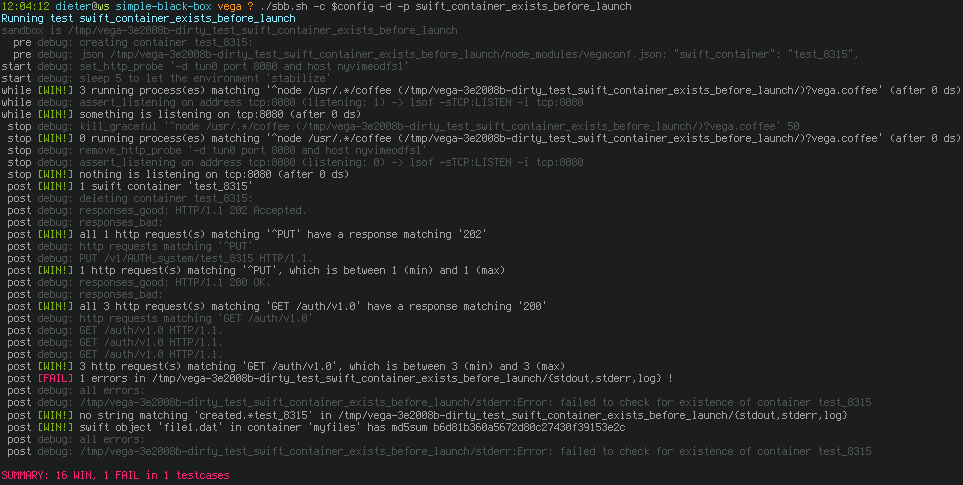 12:04:12 dieter@ws simple-black-box vega ? ./sbb.sh -c $config -d -p swift_container_exists_before_launch
Running test swift_container_exists_before_launch
sandbox is /tmp/vega-3e2008b-dirty_test_swift_container_exists_before_launch
pre debug: creating container test_8315:
pre debug: json /tmp/vega-3e2008b-dirty_test_swift_container_exists_before_launch/node_modules/vegaconf.json: "swift_container": "test_8315",
start debug: set_http_probe '-d tun0 port 8080 and host nyvimeodfs1'
start debug: sleep 5 to let the environment 'stabilize'
while [WIN!] 3 running process(es) matching '^node /usr/.*/coffee (/tmp/vega-3e2008b-dirty_test_swift_container_exists_before_launch/)?vega.coffee' (after 0 ds)
while debug: assert_listening on address tcp:8080 (listening: 1) -> lsof -sTCP:LISTEN -i tcp:8080
while [WIN!] something is listening on tcp:8080 (after 0 ds)
stop debug: kill_graceful '^node /usr/.*/coffee (/tmp/vega-3e2008b-dirty_test_swift_container_exists_before_launch/)?vega.coffee' 50
stop [WIN!] 0 running process(es) matching '^node /usr/.*/coffee (/tmp/vega-3e2008b-dirty_test_swift_container_exists_before_launch/)?vega.coffee' (after 0 ds)
stop debug: remove_http_probe '-d tun0 port 8080 and host nyvimeodfs1'
stop debug: assert_listening on address tcp:8080 (listening: 0) -> lsof -sTCP:LISTEN -i tcp:8080
stop [WIN!] nothing is listening on tcp:8080 (after 0 ds)
post [WIN!] 1 swift container 'test_8315'
post debug: deleting container test_8315:
post debug: responses_good: HTTP/1.1 202 Accepted.
post debug: responses_bad:
post [WIN!] all 1 http request(s) matching '^PUT' have a response matching '202'
post debug: http requests matching '^PUT'
post debug: PUT /v1/AUTH_system/test_8315 HTTP/1.1.
post [WIN!] 1 http request(s) matching '^PUT', which is between 1 (min) and 1 (max)
post debug: responses_good: HTTP/1.1 200 OK.
post debug: responses_bad:
post [WIN!] all 3 http request(s) matching 'GET /auth/v1.0' have a response matching '200'
post debug: http requests matching 'GET /auth/v1.0'
post debug: GET /auth/v1.0 HTTP/1.1.
post debug: GET /auth/v1.0 HTTP/1.1.
post debug: GET /auth/v1.0 HTTP/1.1.
post [WIN!] 3 http request(s) matching 'GET /auth/v1.0', which is between 3 (min) and 3 (max)
post [FAIL] 1 errors in /tmp/vega-3e2008b-dirty_test_swift_container_exists_before_launch/{stdout,stderr,log} !
post debug: all errors:
post debug: /tmp/vega-3e2008b-dirty_test_swift_container_exists_before_launch/stderr:Error: failed to check for existence of container test_8315
post [WIN!] no string matching 'created.*test_8315' in /tmp/vega-3e2008b-dirty_test_swift_container_exists_before_launch/{stdout,stderr,log}
post [WIN!] swift object 'file1.dat' in container 'myfiles' has md5sum b6d81b360a5672d80c27430f39153e2c
post debug: all errors:
post debug: /tmp/vega-3e2008b-dirty_test_swift_container_exists_before_launch/stderr:Error: failed to check for existence of container test_8315
SUMMARY: 16 WIN, 1 FAIL in 1 testcases